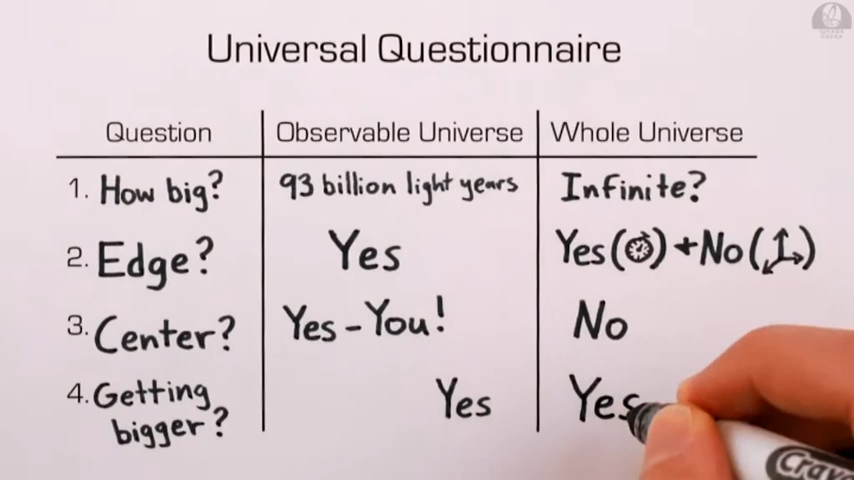 Universal Questionnaire
Question Observable Universe Whole Universe
1. How big? 93 billion light years Infinite?
2. Edge? Yes Yes ( ) + No ( )
3. Center? Yes - You! No
4. Getting bigger? Yes Yes
Cray